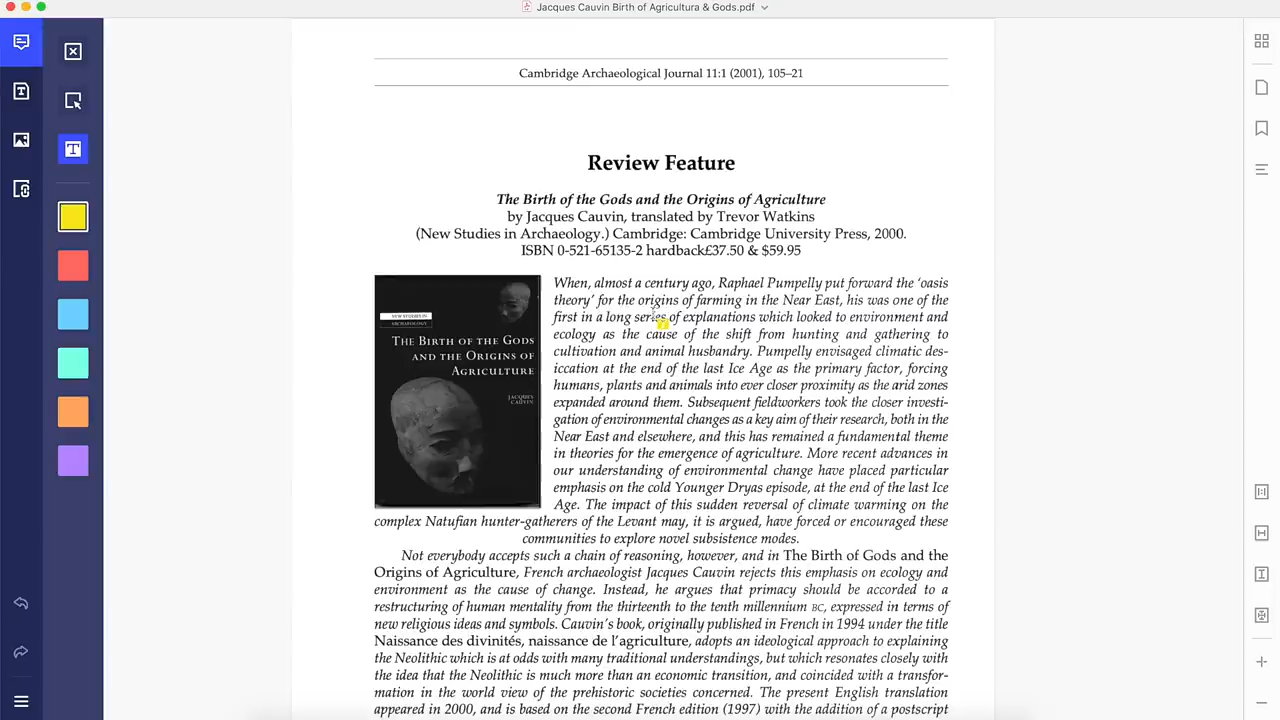 Jacques Cauvin Birth of Agricultura & Gods.pdf
Cambridge Archaeological Journal 11:1 (2001), 105–21
Review Feature
The Birth of the Gods and the Origins of Agriculture
by Jacques Cauvin, translated by Trevor Watkins
(New Studies in Archaeology.) Cambridge: Cambridge University Press, 2000.
ISBN 0-521-65135-2 hardback£37.50 & $59.95
NEW STUDIES IN
ARCHAEOLOGY
THE BIRTH OF THE GODS
AND THE ORIGINS OF
AGRICULTURE
JACQUES
CAUVIN
When, almost a century ago, Raphael Pumpelly put forward the ‘oasis
theory’ for the origins of farming in the Near East, his was one of the
first in a long series of explanations which looked to environment and
ecology as the cause of the shift from hunting and gathering to
cultivation and animal husbandry. Pumpelly envisaged climatic des-
iccation at the end of the last Ice Age as the primary factor, forcing
humans, plants and animals into ever closer proximity as the arid zones
expanded around them. Subsequent fieldworkers took the closer investi-
gation of environmental changes as a key aim of their research, both in the
Near East and elsewhere, and this has remained a fundamental theme
in theories for the emergence of agriculture. More recent advances in
our understanding of environmental change have placed particular
emphasis on the cold Younger Dryas episode, at the end of the last Ice
Age. The impact of this sudden reversal of climate warming on the
complex Natufian hunter-gatherers of the Levant may, it is argued, have forced or encouraged these
communities to explore novel subsistence modes.
Not everybody accepts such a chain of reasoning, however, and in The Birth of Gods and the
Origins of Agriculture, French archaeologist Jacques Cauvin rejects this emphasis on ecology and
environment as the cause of change. Instead, he argues that primacy should be accorded to a
restructuring of human mentality from the thirteenth to the tenth millennium BC, expressed in terms of
new religious ideas and symbols. Cauvin’s book, originally published in French in 1994 under the title
Naissance des divinités, naissance de l’agriculture, adopts an ideological approach to explaining
the Neolithic which is at odds with many traditional understandings, but which resonates closely with
the idea that the Neolithic is much more than an economic transition, and coincided with a transfor-
mation in the world view of the prehistoric societies concerned. The present English translation
appeared in 2000, and is based on the second French edition (1997) with the addition of a postscript